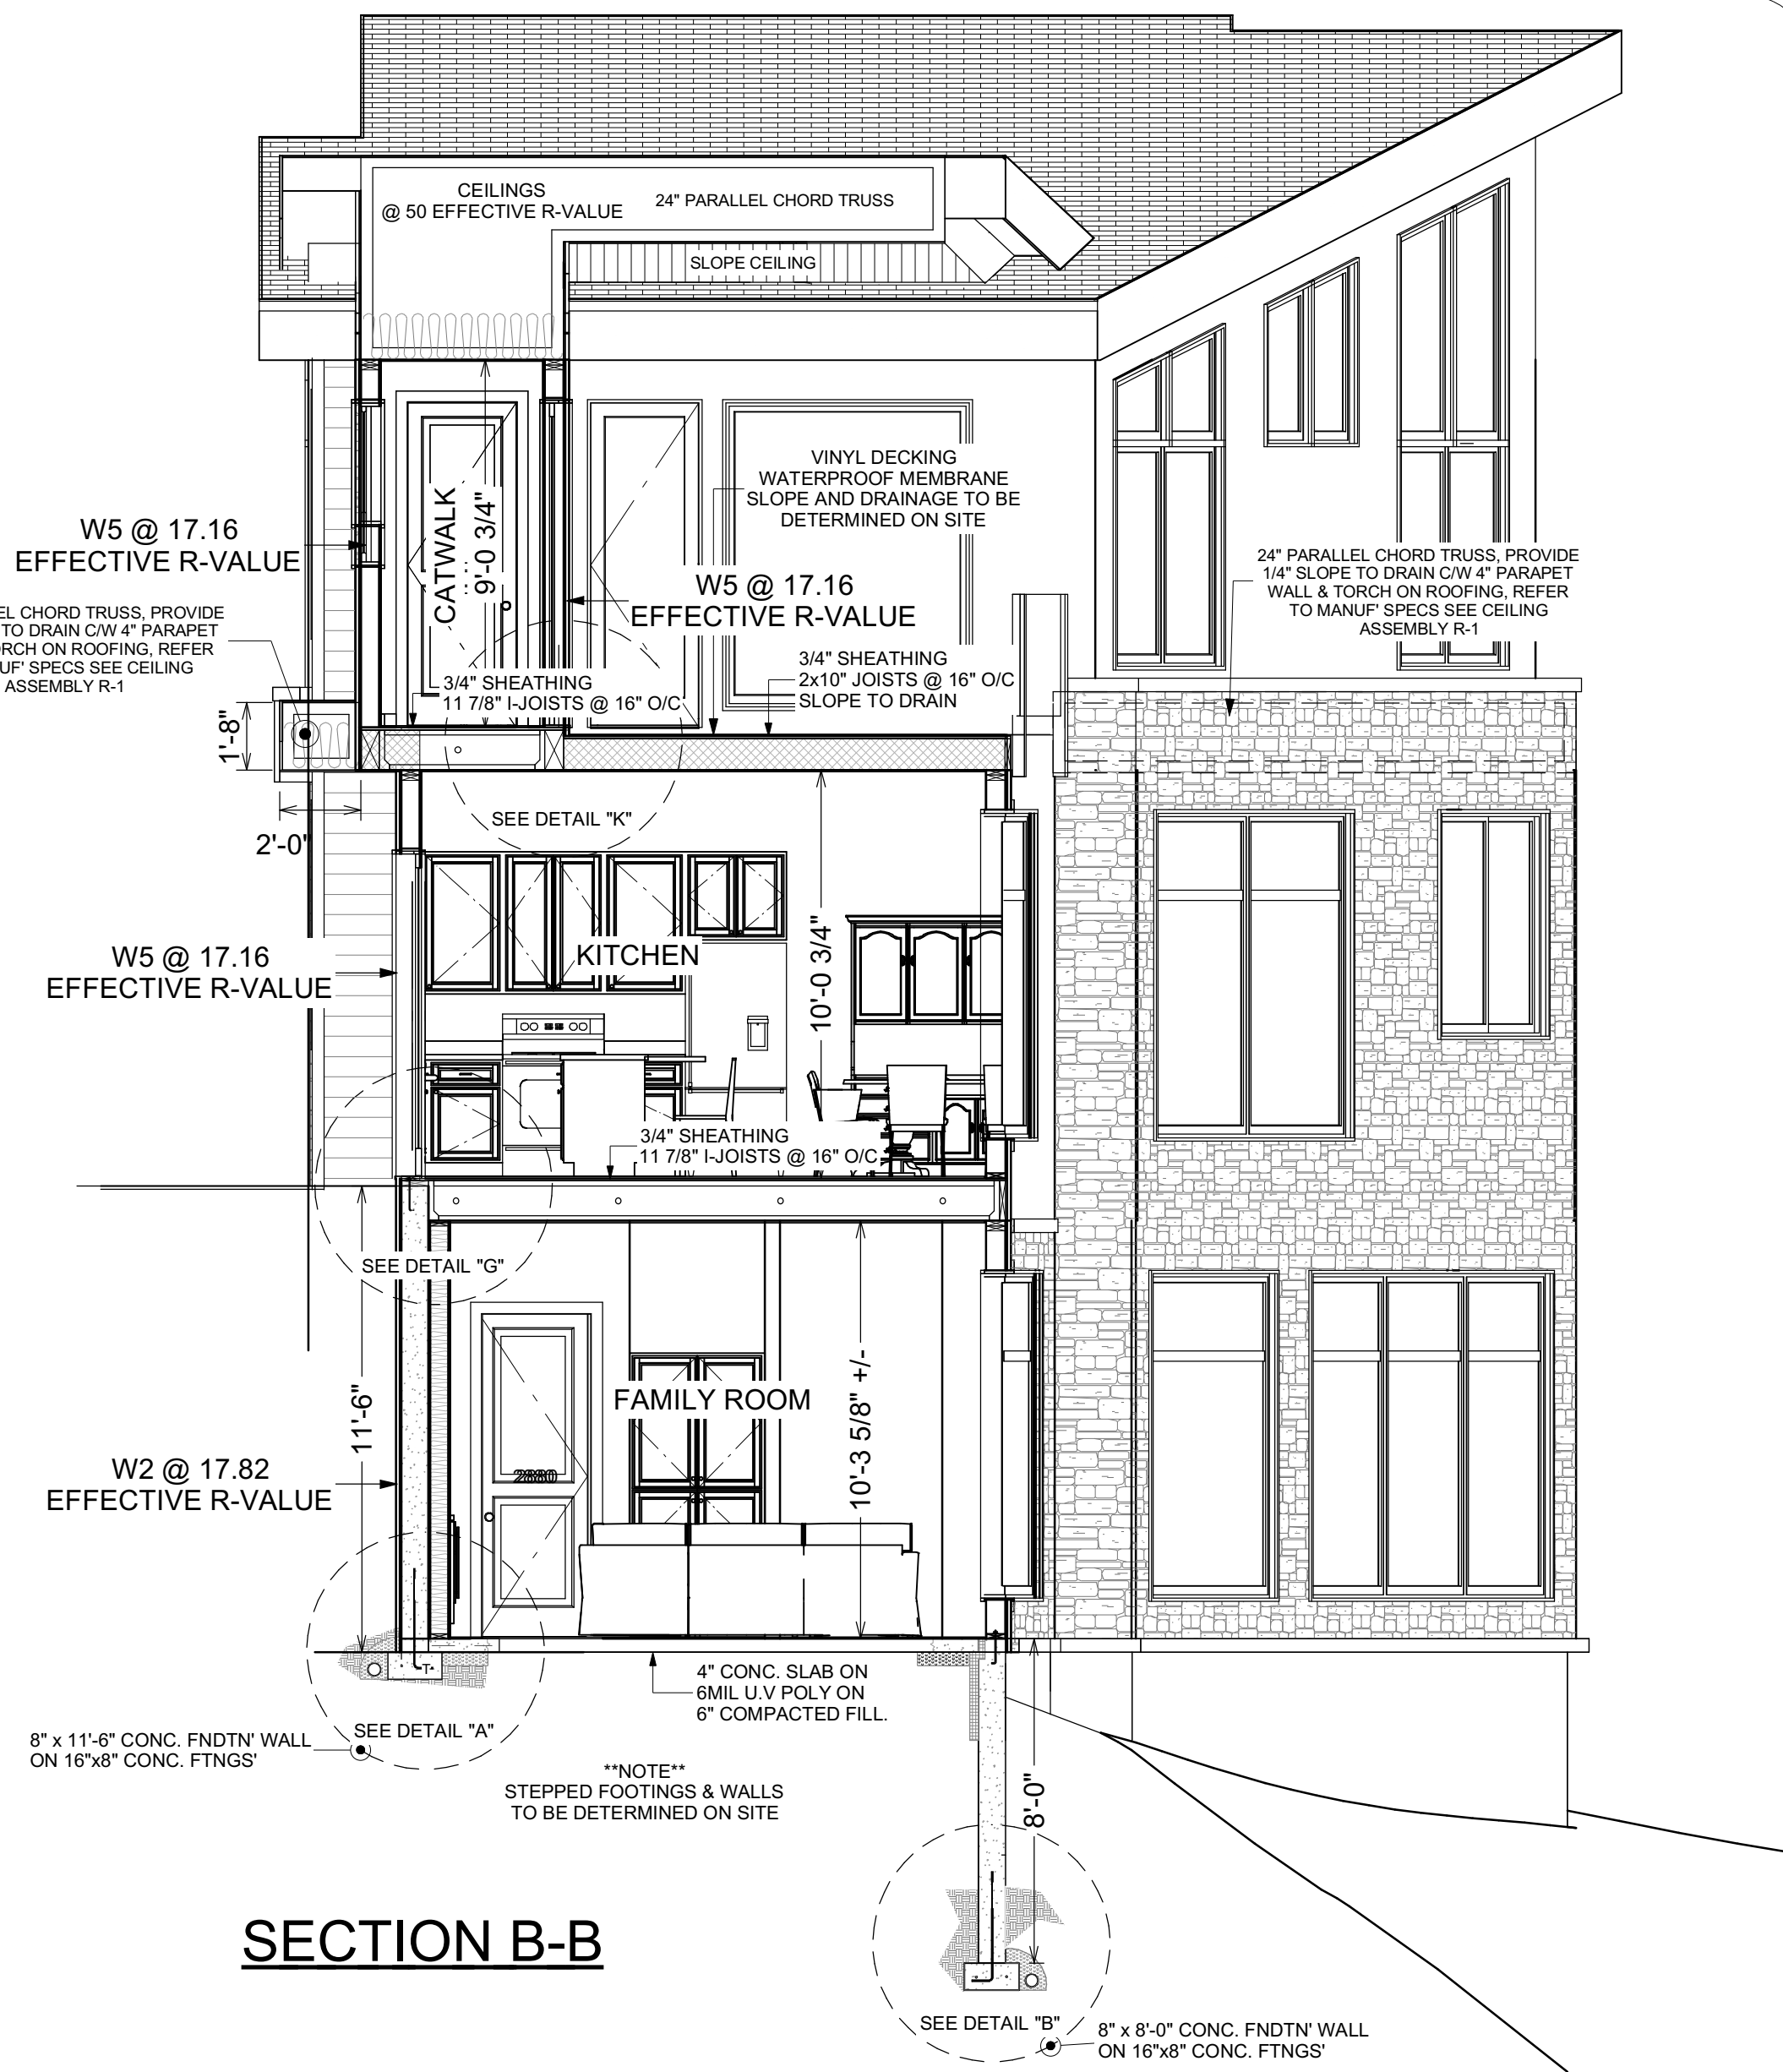 CEILINGS
@ 50 EFFECTIVE R-VALUE
24" PARALLEL CHORD TRUSS
SLOPE CEILING
VINYL DECKING
WATERPROOF MEMBRANE
SLOPE AND DRAINAGE TO BE
DETERMINED ON SITE
CATWALK
9'-0 3/4"
W5 @ 17.16
EFFECTIVE R-VALUE
W5 @ 17.16
EFFECTIVE R-VALUE
24" PARALLEL CHORD TRUSS, PROVIDE
1/4" SLOPE TO DRAIN C/W 4" PARAPET
WALL & TORCH ON ROOFING, REFER
TO MANUF' SPECS SEE CEILING
ASSEMBLY R-1
CHORD TRUSS, PROVIDE
TO DRAIN C/W 4" PARAPET
ROOFING, REFER
SPECS SEE CEILING
ASSEMBLY R-1
3/4" SHEATHING
11 7/8" I-JOISTS @ 16" O/C
3/4" SHEATHING
2x10" JOISTS @ 16" O/C
SLOPE TO DRAIN
1'-8"
2'-0"
SEE DETAIL "K"
W5 @ 17.16
EFFECTIVE R-VALUE
KITCHEN
10'-0 3/4"
3/4" SHEATHING
11 7/8" I-JOISTS @ 16" O/C
SEE DETAIL "G"
11'-6"
FAMILY ROOM
10'-3 5/8" +/-
2880
W2 @ 17.82
EFFECTIVE R-VALUE
4" CONC. SLAB ON
6MIL U.V POLY ON
6" COMPACTED FILL.
SEE DETAIL "A"
8" x 11'-6" CONC. FNDTN' WALL
ON 16"x8" CONC. FTNGS'
**NOTE**
STEPPED FOOTINGS & WALLS
TO BE DETERMINED ON SITE
8'-0"
SECTION B-B
SEE DETAIL "B"
8" x 8'-0" CONC. FNDTN' WALL
ON 16"x8" CONC. FTNGS'